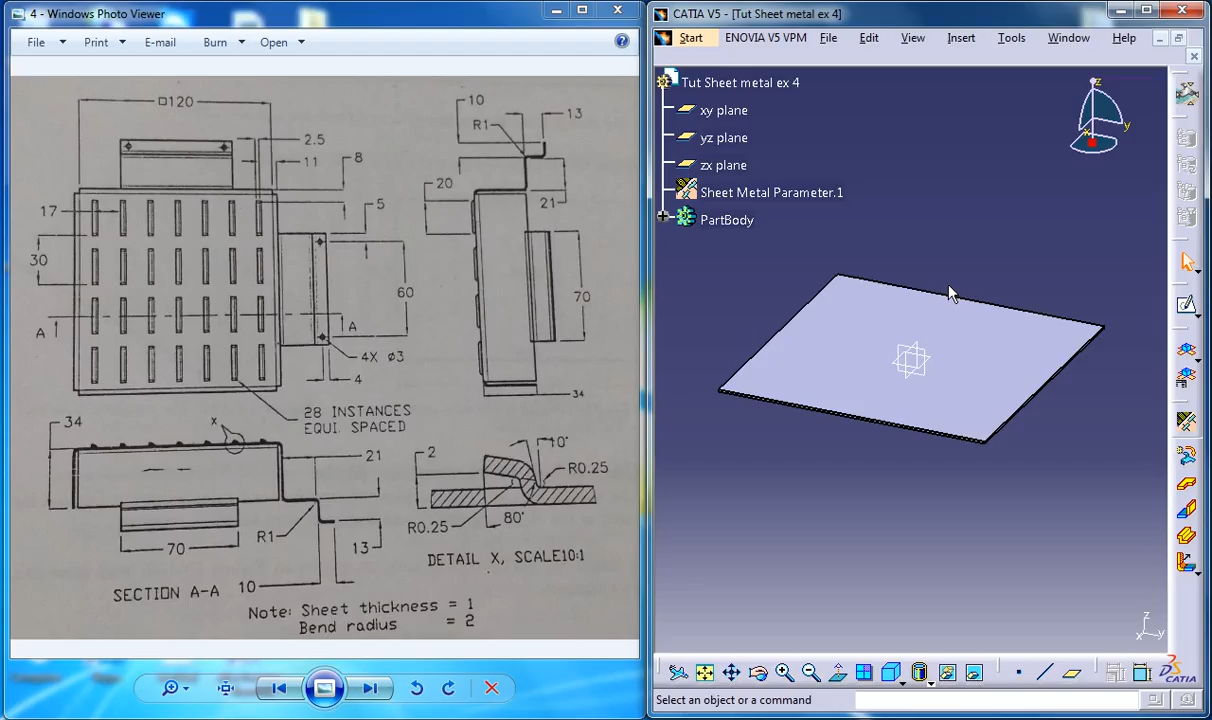 4 - Windows Photo Viewer
File Print E-mail Burn Open
□120
2.5
11
8
17
5
30
60
A
A
4X ø3
4
28 INSTANCES
EQUI. SPACED
10
13
R1
20
21
70
34
34
x
21
R1
13
70
10
SECTION A-A
2
10°
R0.25
R0.25
80°
DETAIL X, SCALE10:1
Note: Sheet thickness = 1
Bend radius = 2
CATIA V5 - [Tut Sheet metal ex 4]
Start ENOVIA V5 VPM File Edit View Insert Tools Window Help
Tut Sheet metal ex 4
xy plane
yz plane
zx plane
Sheet Metal Parameter.1
PartBody
z
x
y
z
x
y
CATIA
Select an object or a command